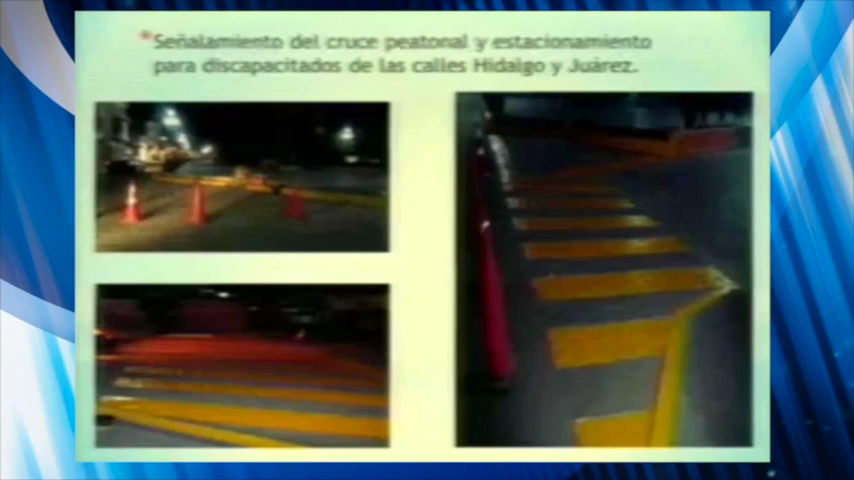 *Señalamiento del cruce peatonal y estacionamiento
para discapacitados de las calles Hidalgo y Juárez.